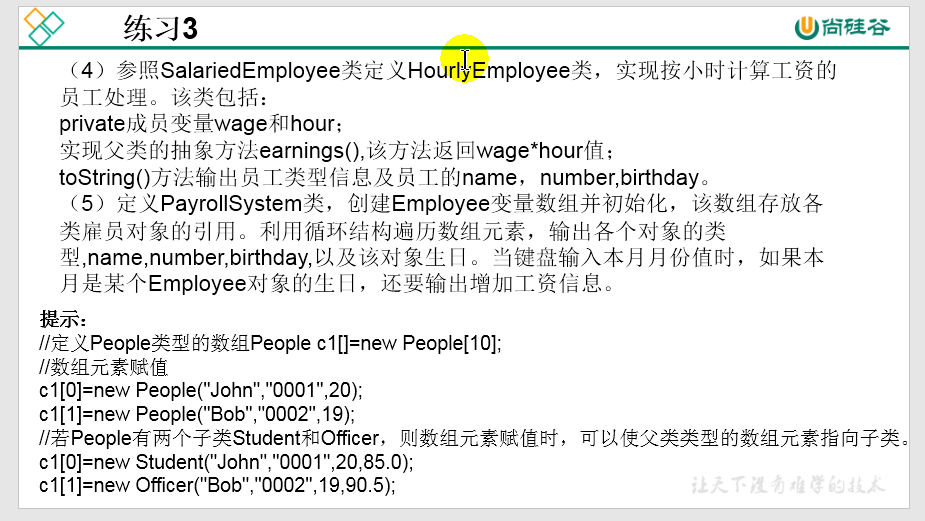 练习3
尚硅谷
（4）参照SalariedEmployee类定义HourlyEmployee类，实现按小时计算工资的
员工处理。该类包括：
private成员变量wage和hour；
实现父类的抽象方法earnings(),该方法返回wage*hour值；
toString()方法输出员工类型信息及员工的name，number,birthday。
（5）定义PayrollSystem类，创建Employee变量数组并初始化，该数组存放各
类雇员对象的引用。利用循环结构遍历数组元素，输出各个对象的类
型,name,number,birthday,以及该对象生日。当键盘输入本月月份值时，如果本
月是某个Employee对象的生日，还要输出增加工资信息。
提示：
//定义People类型的数组People c1[]=new People[10];
//数组元素赋值
c1[0]=new People("John","0001",20);
c1[1]=new People("Bob","0002",19);
//若People有两个子类Student和Officer，则数组元素赋值时，可以使父类类型的数组元素指向子类。
c1[0]=new Student("John","0001",20,85.0);
c1[1]=new Officer("Bob","0002",19,90.5);
让天下没有难学的技术